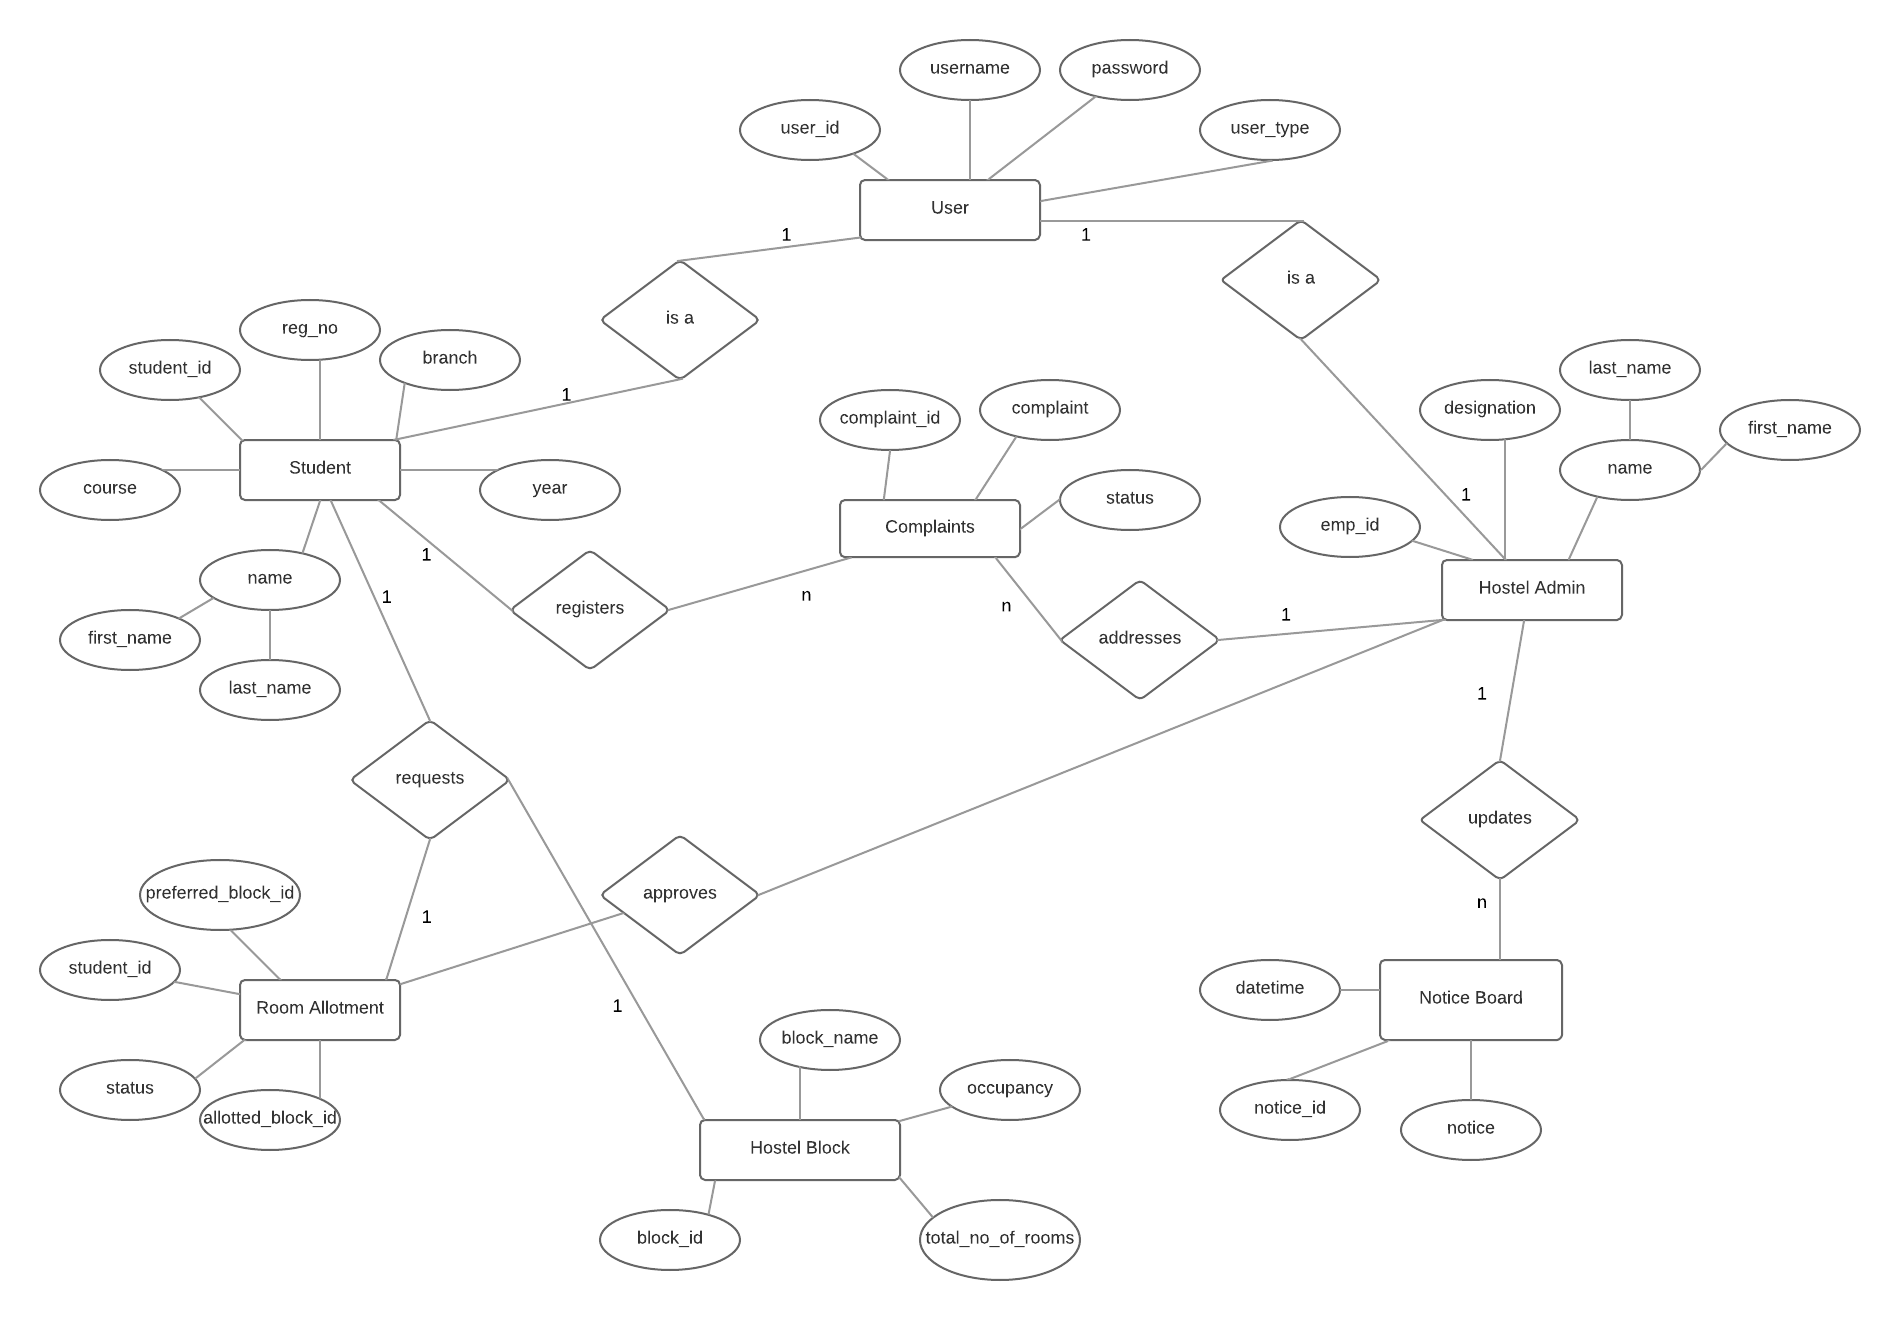 username
password
user_id
user_type
User
1
1
is a
is a
reg_no
branch
student_id
last_name
designation
first_name
complaint_id
complaint
1
Student
name
course
year
status
1
emp_id
Complaints
1
name
registers
n
n
1
Hostel Admin
1
first_name
addresses
last_name
1
requests
updates
approves
preferred_block_id
n
1
student_id
datetime
Notice Board
Room Allotment
1
block_name
status
occupancy
allotted_block_id
notice_id
notice
Hostel Block
block_id
total_no_of_rooms